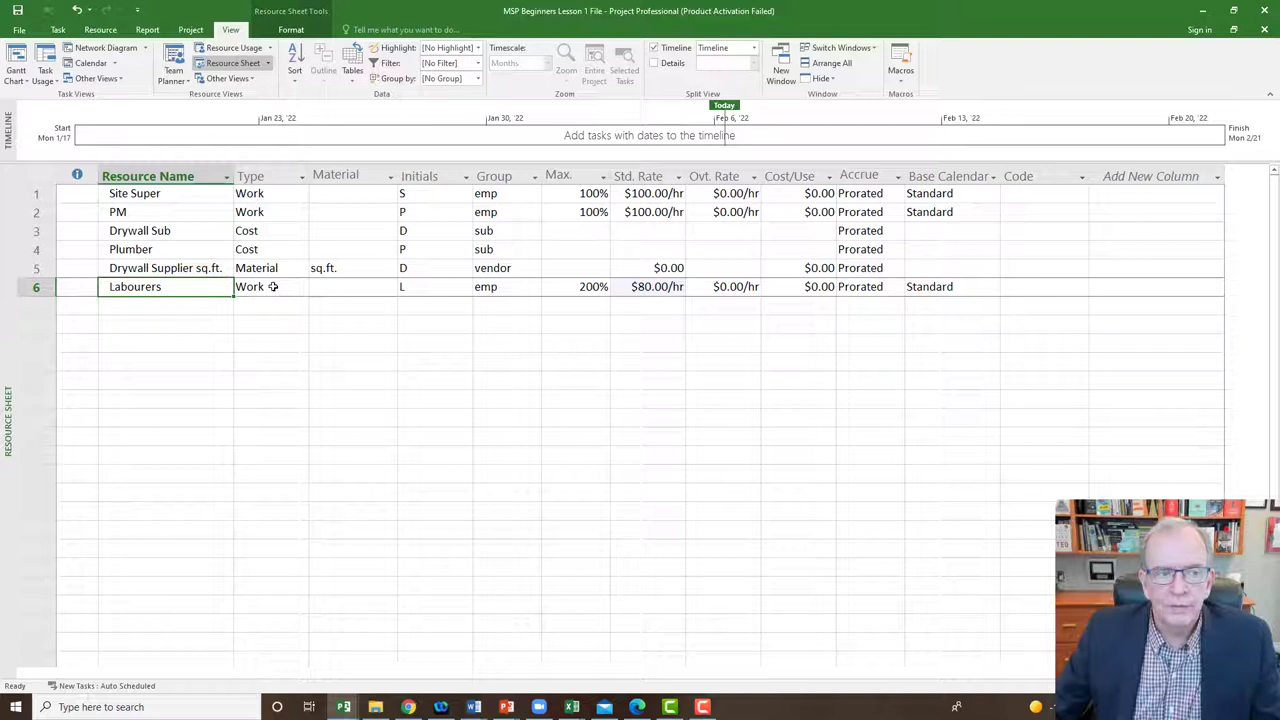 Resource Sheet Tools
MSP Beginners Lesson 1 File - Project Professional (Product Activation Failed)
File Task Resource Report Project View Format Tell me what you want to do... Sign in
Gantt Chart
Task Usage
Network Diagram
Calendar
Other Views
Task Views
Team Planner
Resource Usage
Resource Sheet
Other Views
Resource Views
Sort
Outline
Tables
Highlight: [No Highlight]
Filter: [No Filter]
Group by: [No Group]
Data
Timescale:
Months
Zoom
Entire Project
Selected Tasks
Zoom
Timeline Timeline
Details
Split View
New Window
Switch Windows
Arrange All
Hide
Window
Macros
Macros
Today
TIMELINE
Jan 23, '22 Jan 30, '22 Feb 6, '22 Feb 13, '22 Feb 20, '22
Start
Mon 1/17
Add tasks with dates to the timeline
Finish
Mon 2/21
Resource Name Type Material Initials Group Max. Std. Rate Ovt. Rate Cost/Use Accrue Base Calendar Code Add New Column
1 Site Super Work S emp 100% $100.00/hr $0.00/hr $0.00 Prorated Standard
2 PM Work P emp 100% $100.00/hr $0.00/hr $0.00 Prorated Standard
3 Drywall Sub Cost D sub Prorated
4 Plumber Cost P sub Prorated
5 Drywall Supplier sq.ft. Material sq.ft. D vendor $0.00 $0.00 Prorated
6 Labourers Work L emp 200% $80.00/hr $0.00/hr $0.00 Prorated Standard
RESOURCE SHEET
Ready New Tasks : Auto Scheduled
Type here to search